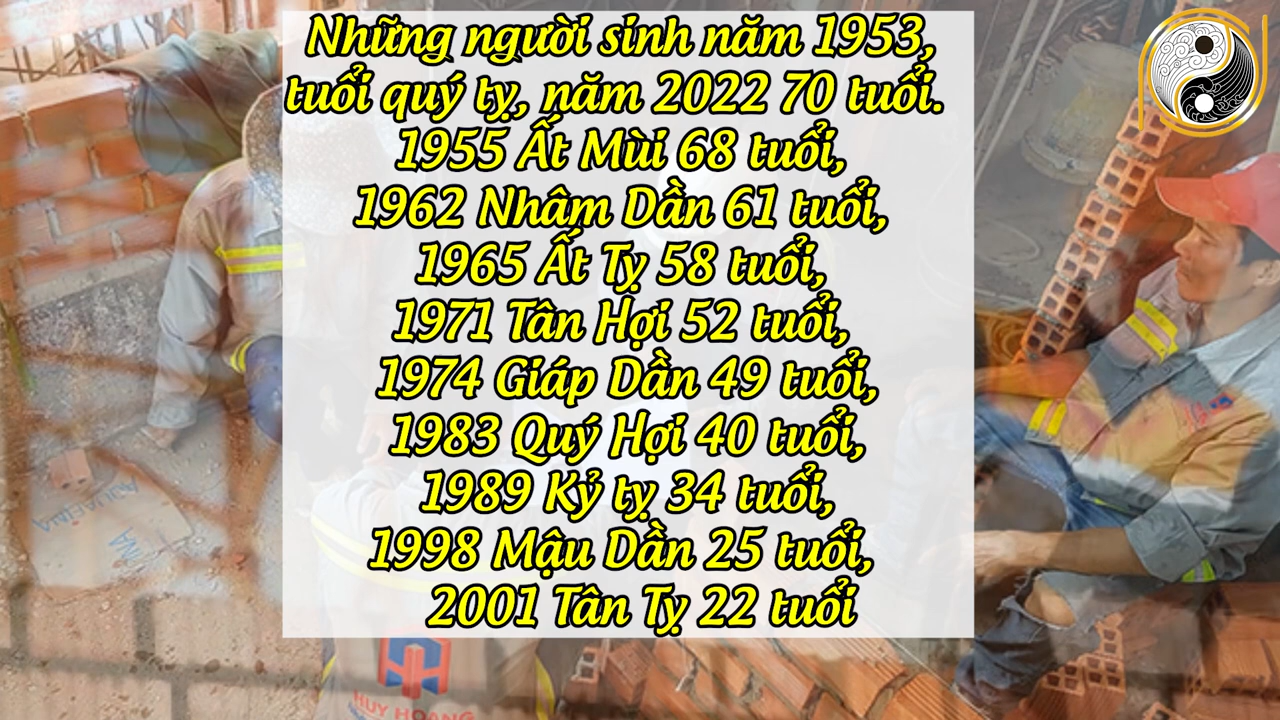 Những người sinh năm 1953,
tuổi quý tỵ, năm 2022 70 tuổi.
1955 Ất Mùi 68 tuổi,
1962 Nhâm Dần 61 tuổi,
1965 Ất Tỵ 58 tuổi,
1971 Tân Hợi 52 tuổi,
1974 Giáp Dần 49 tuổi,
1983 Quý Hợi 40 tuổi,
1989 Kỷ tỵ 34 tuổi,
1998 Mậu Dần 25 tuổi,
2001 Tân Tỵ 22 tuổi
HUY HOANG